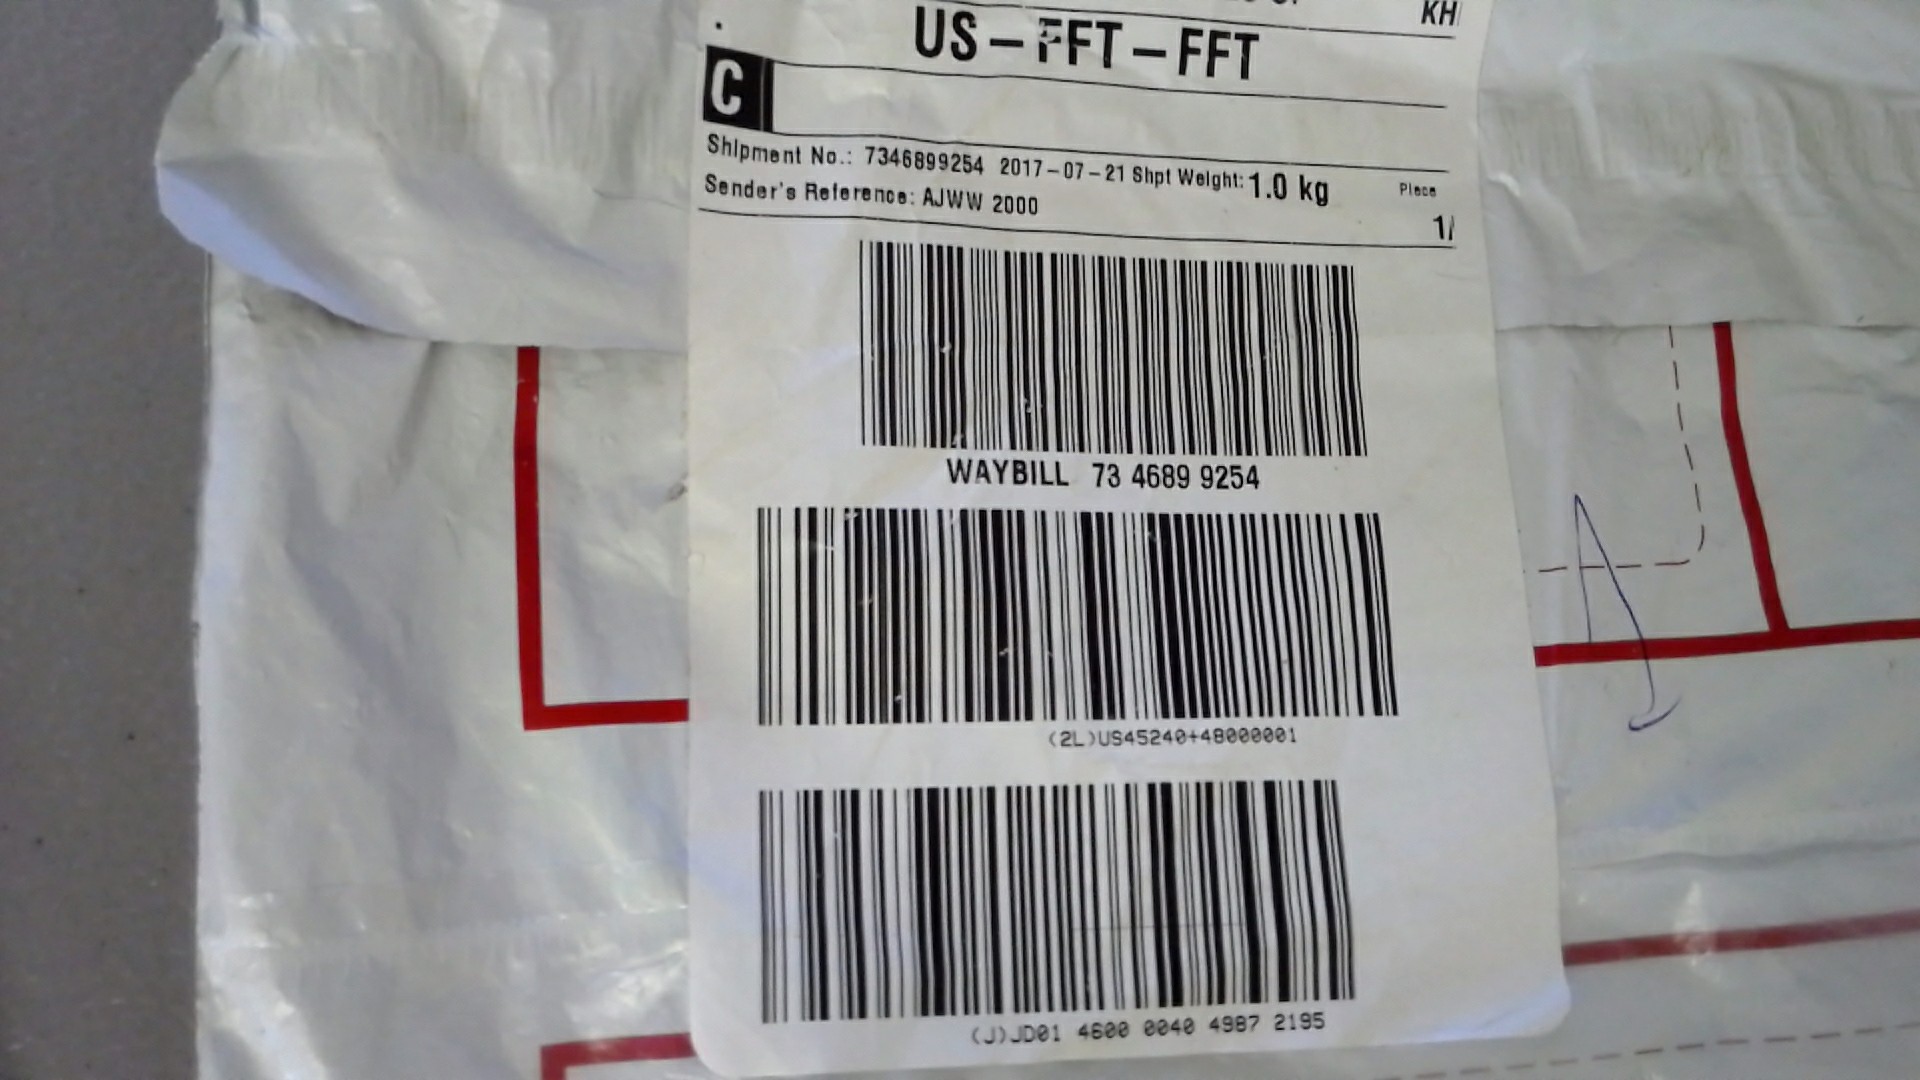 KH
US-FFT-FFT
C
Shipment No.: 7346899254 2017-07-21 Shpt Weight: 1.0 kg Piece
Sender's Reference: AJWW 2000 1/
WAYBILL 73 4689 9254
(2L)US45240+48000001
(J)JD01 4600 0040 4987 2195
A